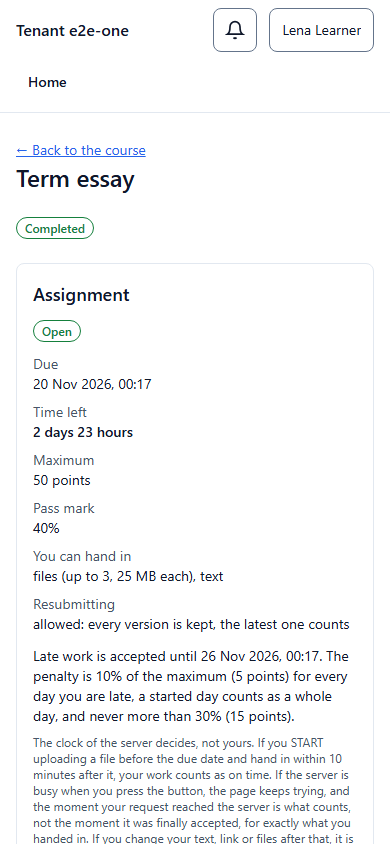 Tenant e2e-one
Lena Learner
Home
← Back to the course
Term essay
Completed
Assignment
Open
Due
20 Nov 2026, 00:17
Time left
2 days 23 hours
Maximum
50 points
Pass mark
40%
You can hand in
files (up to 3, 25 MB each), text
Resubmitting
allowed: every version is kept, the latest one counts
Late work is accepted until 26 Nov 2026, 00:17. The
penalty is 10% of the maximum (5 points) for every
day you are late, a started day counts as a whole
day, and never more than 30% (15 points).
The clock of the server decides, not yours. If you START
uploading a file before the due date and hand in within 10
minutes after it, your work counts as on time. If the server is
busy when you press the button, the page keeps trying, and
the moment your request reached the server is what counts,
not the moment it was finally accepted, for exactly what you
handed in. If you change your text, link or files after that, it is